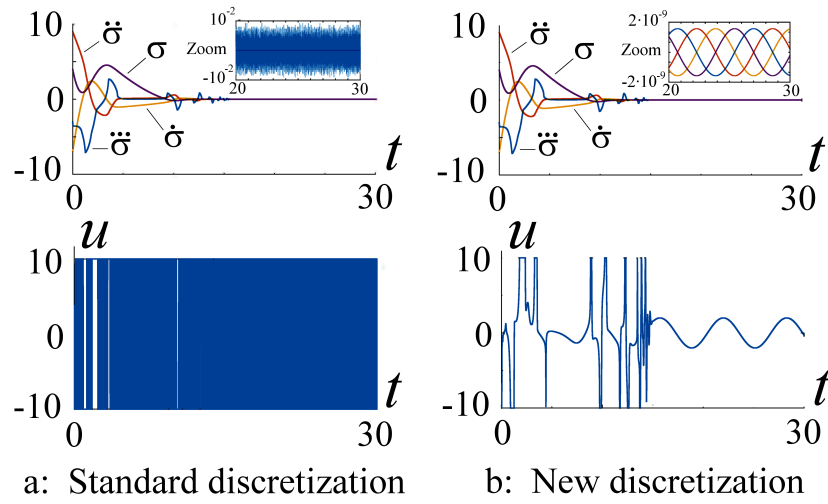 10
σ̈
σ
10⁻²
Zoom
-10⁻²
20
30
0
σ⃛
σ̇
t
-10
0
30
u
10
0
-10
t
0
30
a: Standard discretization
10
σ̈
σ
2·10⁻⁹
Zoom
-2·10⁻⁹
20
30
0
σ⃛
σ̇
t
-10
0
30
u
10
0
-10
t
0
30
b: New discretization